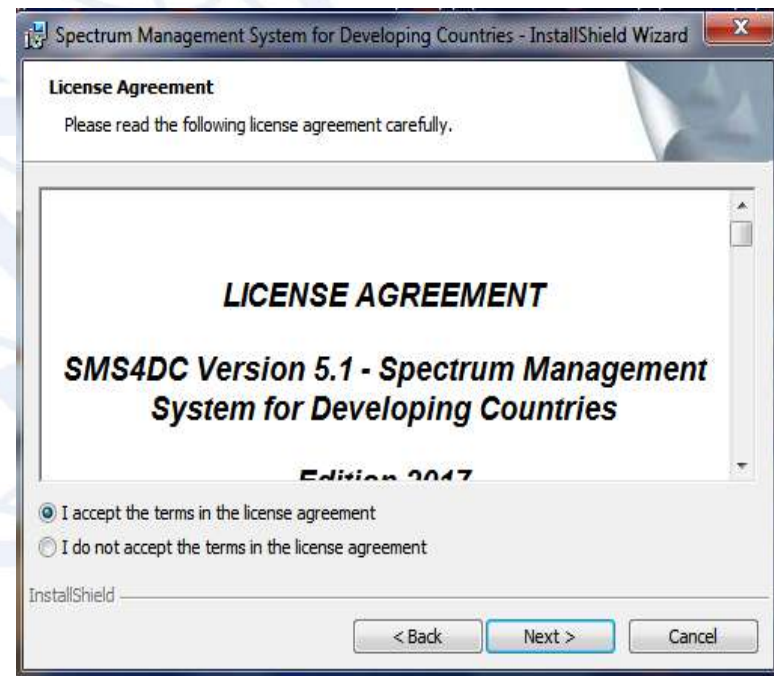 Spectrum Management System for Developing Countries - InstallShield Wizard
License Agreement
Please read the following license agreement carefully.
LICENSE AGREEMENT
SMS4DC Version 5.1 - Spectrum Management
System for Developing Countries
Edition 2017
I accept the terms in the license agreement
I do not accept the terms in the license agreement
InstallShield
< Back
Next >
Cancel